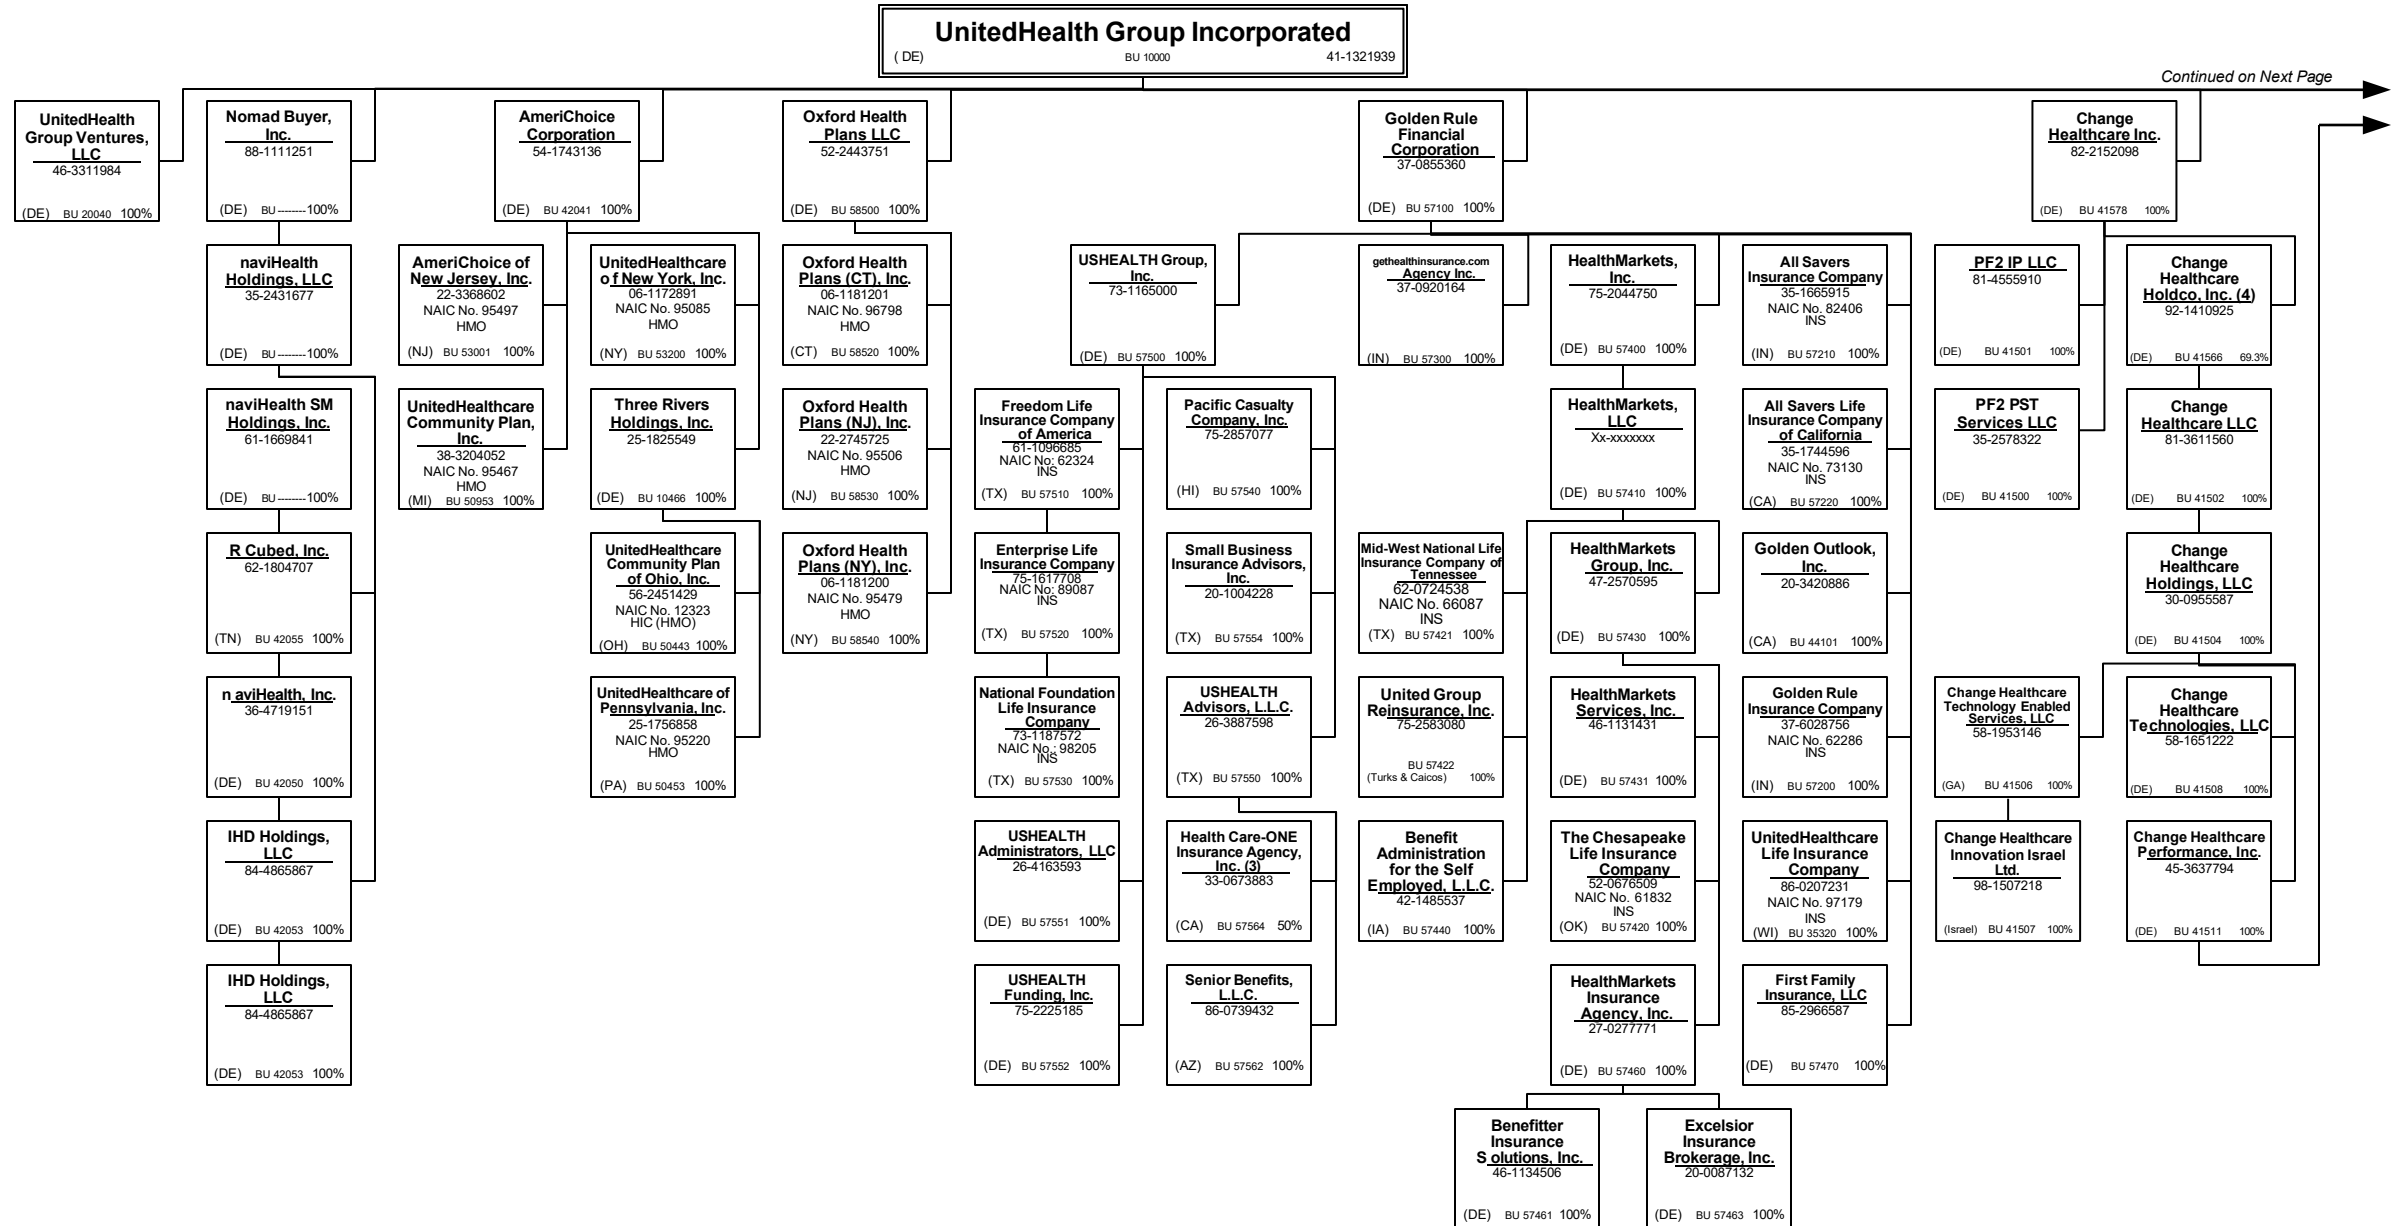 UnitedHealth Group Incorporated
( DE) BU 10000 41-1321939
Continued on Next Page
UnitedHealth
Group Ventures,
LLC
46-3311984
(DE) BU 20040 100%
Nomad Buyer,
Inc.
88-1111251
(DE) BU --------100%
AmeriChoice
Corporation
54-1743136
(DE) BU 42041 100%
Oxford Health
Plans LLC
52-2443751
(DE) BU 58500 100%
Golden Rule
Financial
Corporation
37-0855360
(DE) BU 57100 100%
Change
Healthcare Inc.
82-2152098
(DE) BU 41578 100%
naviHealth
Holdings, LLC
35-2431677
(DE) BU --------100%
AmeriChoice of
New Jersey, Inc.
22-3368602
NAIC No. 95497
HMO
(NJ) BU 53001 100%
UnitedHealthcare
of New York, Inc.
06-1172891
NAIC No. 95085
HMO
(NY) BU 53200 100%
Oxford Health
Plans (CT), Inc.
06-1181201
NAIC No. 96798
HMO
(CT) BU 58520 100%
USHEALTH Group,
Inc.
73-1165000
(DE) BU 57500 100%
gethealthinsurance.com
Agency Inc.
37-0920164
(IN) BU 57300 100%
HealthMarkets,
Inc.
75-2044750
(DE) BU 57400 100%
All Savers
Insurance Company
35-1665915
NAIC No. 82406
INS
(IN) BU 57210 100%
PF2 IP LLC
81-4555910
(DE) BU 41501 100%
Change
Healthcare
Holdco, Inc. (4)
92-1410925
(DE) BU 41566 69.3%
naviHealth SM
Holdings, Inc.
61-1669841
(DE) BU --------100%
UnitedHealthcare
Community Plan,
Inc.
38-3204052
NAIC No. 95467
HMO
(MI) BU 50953 100%
Three Rivers
Holdings, Inc.
25-1825549
(DE) BU 10466 100%
Oxford Health
Plans (NJ), Inc.
22-2745725
NAIC No. 95506
HMO
(NJ) BU 58530 100%
Freedom Life
Insurance Company
of America
61-1096685
NAIC No: 62324
INS
(TX) BU 57510 100%
Pacific Casualty
Company, Inc.
75-2857077
(HI) BU 57540 100%
HealthMarkets,
LLC
Xx-xxxxxxx
(DE) BU 57410 100%
All Savers Life
Insurance Company
of California
35-1744596
NAIC No. 73130
INS
(CA) BU 57220 100%
PF2 PST
Services LLC
35-2578322
(DE) BU 41500 100%
Change
Healthcare LLC
81-3611560
(DE) BU 41502 100%
R Cubed, Inc.
62-1804707
(TN) BU 42055 100%
UnitedHealthcare
Community Plan
of Ohio, Inc.
56-2451429
NAIC No. 12323
HIC (HMO)
(OH) BU 50443 100%
Oxford Health
Plans (NY), Inc.
06-1181200
NAIC No. 95479
HMO
(NY) BU 58540 100%
Enterprise Life
Insurance Company
75-1617708
NAIC No: 89087
INS
(TX) BU 57520 100%
Small Business
Insurance Advisors,
Inc.
20-1004228
(TX) BU 57554 100%
Mid-West National Life
Insurance Company of
Tennessee
62-0724538
NAIC No. 66087
INS
(TX) BU 57421 100%
HealthMarkets
Group, Inc.
47-2570595
(DE) BU 57430 100%
Golden Outlook,
Inc.
20-3420886
(CA) BU 44101 100%
Change
Healthcare
Holdings, LLC
30-0955587
(DE) BU 41504 100%
n aviHealth, Inc.
36-4719151
(DE) BU 42050 100%
UnitedHealthcare of
Pennsylvania, Inc.
25-1756858
NAIC No. 95220
HMO
(PA) BU 50453 100%
National Foundation
Life Insurance
Company
73-1187572
NAIC No.: 98205
INS
(TX) BU 57530 100%
USHEALTH
Advisors, L.L.C.
26-3887598
(TX) BU 57550 100%
United Group
Reinsurance, Inc.
75-2583080
BU 57422
(Turks & Caicos) 100%
HealthMarkets
Services, Inc.
46-1131431
(DE) BU 57431 100%
Golden Rule
Insurance Company
37-6028756
NAIC No. 62286
INS
(IN) BU 57200 100%
Change Healthcare
Technology Enabled
Services, LLC
58-1953146
(GA) BU 41506 100%
Change
Healthcare
Technologies, LLC
58-1651222
(DE) BU 41508 100%
IHD Holdings,
LLC
84-4865867
(DE) BU 42053 100%
USHEALTH
Administrators, LLC
26-4163593
(DE) BU 57551 100%
Health Care-ONE
Insurance Agency,
Inc. (3)
33-0673883
(CA) BU 57564 50%
Benefit
Administration
for the Self
Employed, L.L.C.
42-1485537
(IA) BU 57440 100%
The Chesapeake
Life Insurance
Company
52-0676509
NAIC No. 61832
INS
(OK) BU 57420 100%
UnitedHealthcare
Life Insurance
Company
86-0207231
NAIC No. 97179
INS
(WI) BU 35320 100%
Change Healthcare
Innovation Israel
Ltd.
98-1507218
(Israel) BU 41507 100%
Change Healthcare
Performance, Inc.
45-3637794
(DE) BU 41511 100%
IHD Holdings,
LLC
84-4865867
(DE) BU 42053 100%
USHEALTH
Funding, Inc.
75-2225185
(DE) BU 57552 100%
Senior Benefits,
L.L.C.
86-0739432
(AZ) BU 57562 100%
HealthMarkets
Insurance
Agency, Inc.
27-0277771
(DE) BU 57460 100%
First Family
Insurance, LLC
85-2966587
(DE) BU 57470 100%
Benefitter
Insurance
S olutions, Inc.
46-1134506
(DE) BU 57461 100%
Excelsior
Insurance
Brokerage, Inc.
20-0087132
(DE) BU 57463 100%